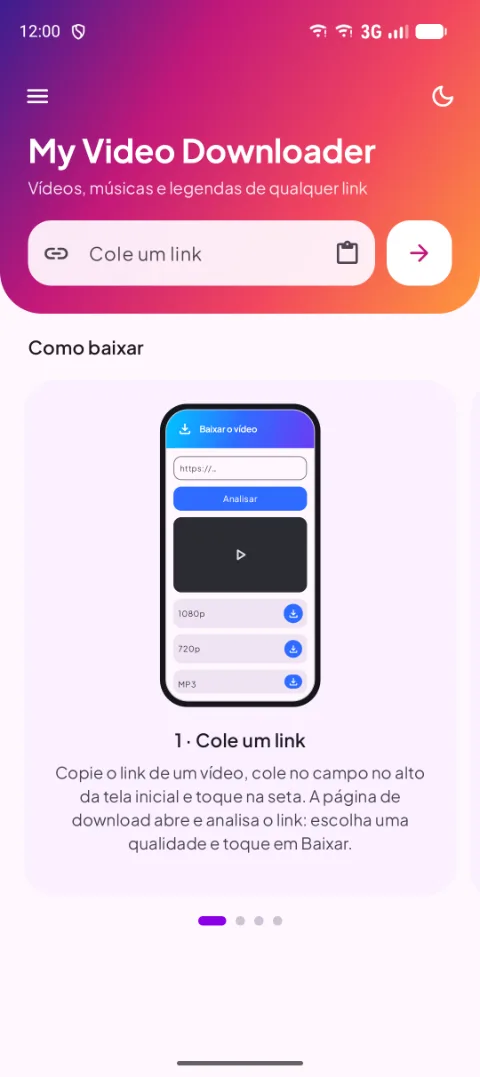 12:00
3G
My Video Downloader
Vídeos, músicas e legendas de qualquer link
Cole um link
Como baixar
Baixar o vídeo
https://...
Analisar
1080p
720p
MP3
1 · Cole um link
Copie o link de um vídeo, cole no campo no alto
da tela inicial e toque na seta. A página de
download abre e analisa o link: escolha uma
qualidade e toque em Baixar.